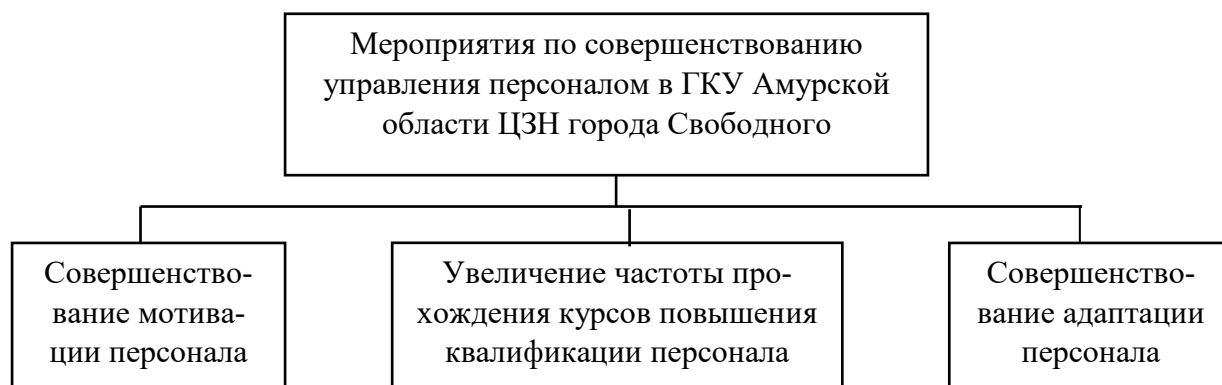 Мероприятия по совершенствованию
управления персоналом в ГКУ Амурской
области ЦЗН города Свободного
Совершенство-
вание мотива-
ции персонала
Увеличение частоты про-
хождения курсов повышения
квалификации персонала
Совершенство-
вание адаптации
персонала